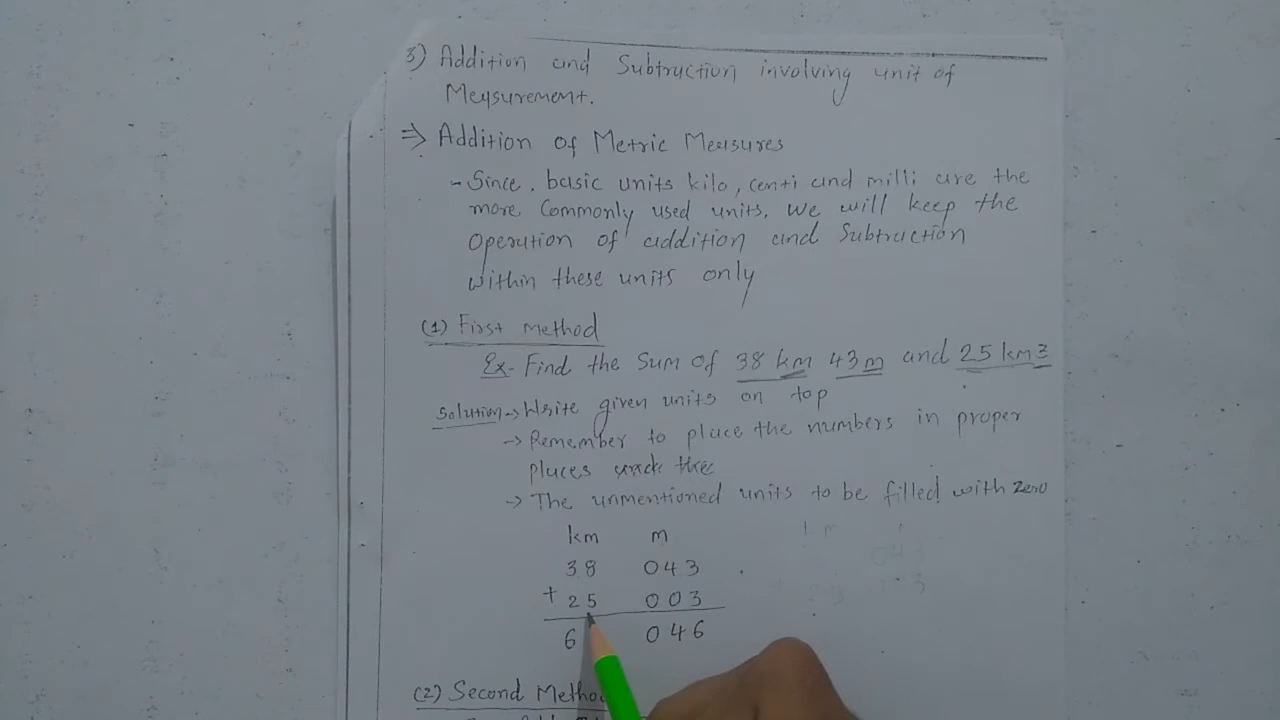 3) Addition and Subtruction involving unit of
Meysurement.
⇒ Addition of Metric Measures
- Since, basic units kilo, centi and milli are the
more Commonly used units. We will keep the
Operation of addition and Subtruction
within these units only
(1) First method
Ex- Find the Sum of 38 km 43 m and 25 km 3
Solution → Write given units on top
→ Remember to place the numbers in proper
places
→ The unmentioned units to be filled with zero
km m
38 043
+ 25 003
6 046
(2) Second Metho